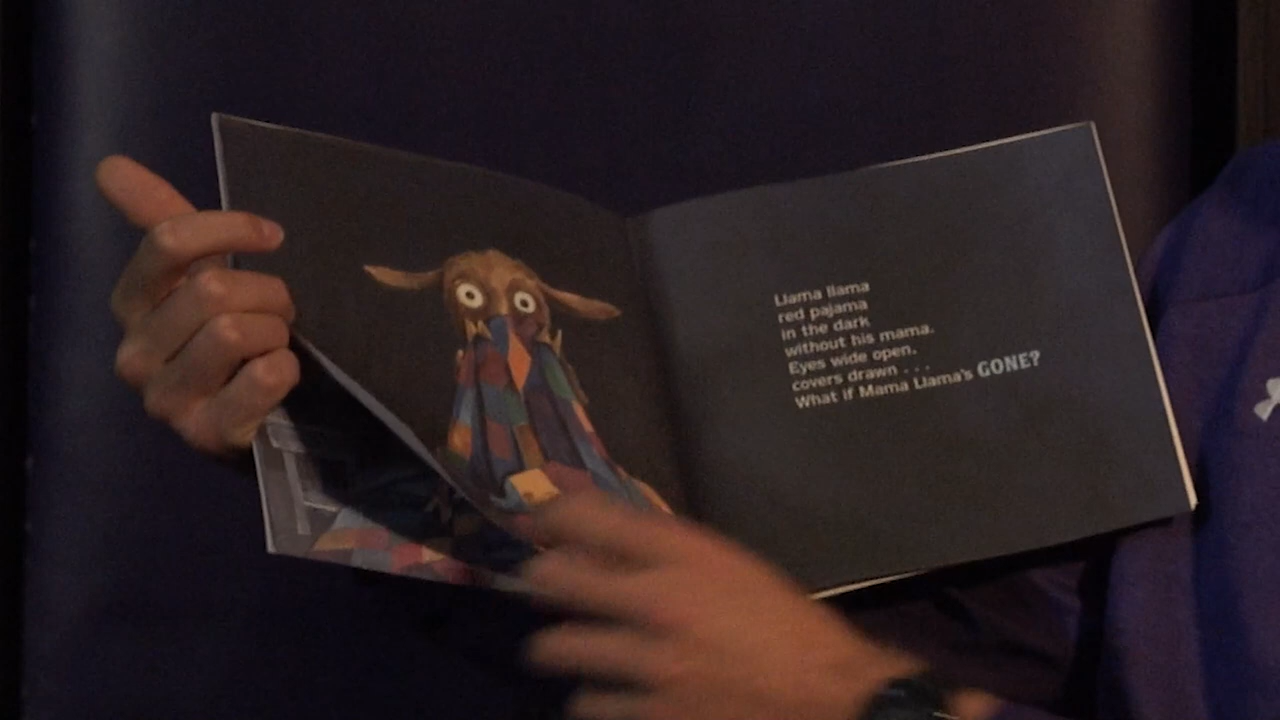 Llama llama
red pajama
in the dark
without his mama.
Eyes wide open.
covers drawn . . .
What if Mama Llama's GONE?